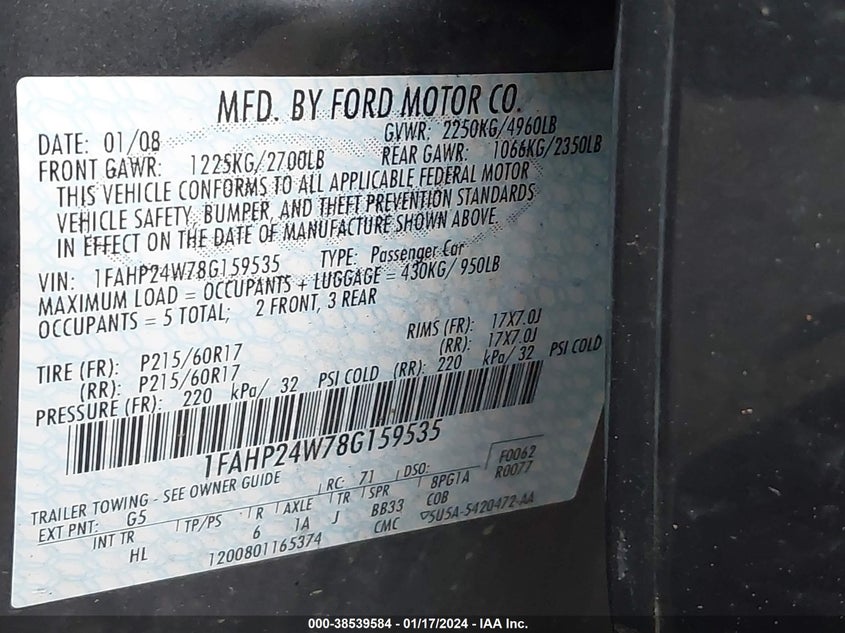 MFD. BY FORD MOTOR CO.
DATE: 01/08 GVWR: 2250KG/4960LB
FRONT GAWR: 1225KG/2700LB REAR GAWR: 1066KG/2350LB
THIS VEHICLE CONFORMS TO ALL APPLICABLE FEDERAL MOTOR
VEHICLE SAFETY, BUMPER, AND THEFT PREVENTION STANDARDS
IN EFFECT ON THE DATE OF MANUFACTURE SHOWN ABOVE.
VIN: 1FAHP24W78G159535 TYPE: Passenger Car
MAXIMUM LOAD = OCCUPANTS + LUGGAGE = 430KG/ 950LB
OCCUPANTS = 5 TOTAL; 2 FRONT, 3 REAR
TIRE (FR): P215/60R17 RIMS (FR): 17X7.0J
(RR): P215/60R17 (RR): 17X7.0J
PRESSURE (FR): 220 kPa/ 32 PSI COLD (RR): 220 kPa/ 32 PSI COLD
1FAHP24W78G159535
F0062
TRAILER TOWING - SEE OWNER GUIDE RC: 71 DSO: R0077
EXT PNT: G5 TP/PS R AXLE TR SPR BPG1A
INT TR 6 1A J BB33 COB
HL 1200801165374 CMC ▽5U5A-5420472-AA
000-38539584 - 01/17/2024 - IAA Inc.